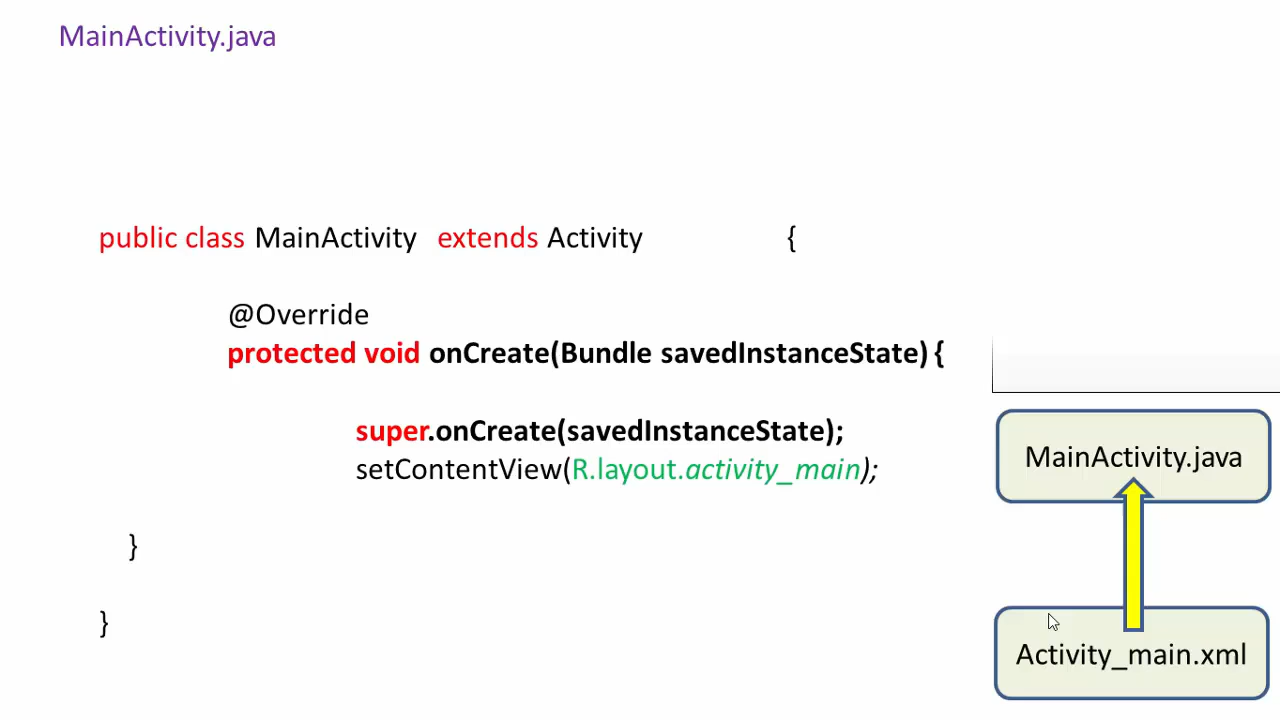 MainActivity.java
public class MainActivity extends Activity {
@Override
protected void onCreate(Bundle savedInstanceState) {
super.onCreate(savedInstanceState);
setContentView(R.layout.activity_main);
}
}
MainActivity.java
Activity_main.xml